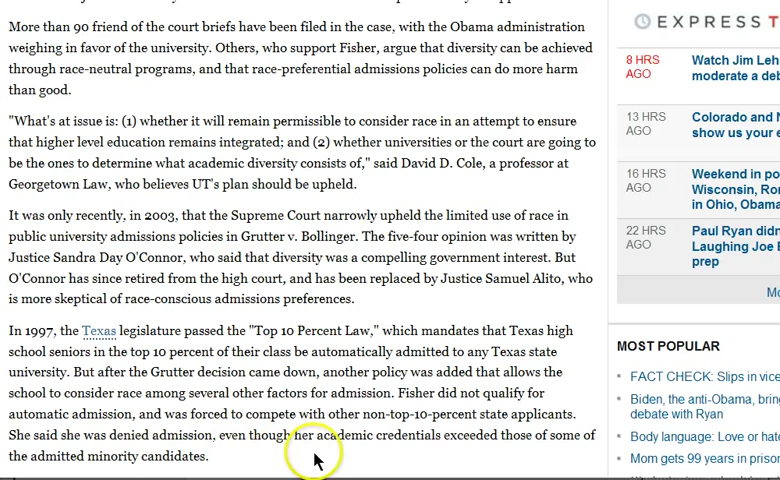 More than 90 friend of the court briefs have been filed in the case, with the Obama administration
weighing in favor of the university. Others, who support Fisher, argue that diversity can be achieved
through race-neutral programs, and that race-preferential admissions policies can do more harm
than good.
"What's at issue is: (1) whether it will remain permissible to consider race in an attempt to ensure
that higher level education remains integrated; and (2) whether universities or the court are going to
be the ones to determine what academic diversity consists of," said David D. Cole, a professor at
Georgetown Law, who believes UT's plan should be upheld.
It was only recently, in 2003, that the Supreme Court narrowly upheld the limited use of race in
public university admissions policies in Grutter v. Bollinger. The five-four opinion was written by
Justice Sandra Day O'Connor, who said that diversity was a compelling government interest. But
O'Connor has since retired from the high court, and has been replaced by Justice Samuel Alito, who
is more skeptical of race-conscious admissions preferences.
In 1997, the Texas legislature passed the "Top 10 Percent Law," which mandates that Texas high
school seniors in the top 10 percent of their class be automatically admitted to any Texas state
university. But after the Grutter decision came down, another policy was added that allows the
school to consider race among several other factors for admission. Fisher did not qualify for
automatic admission, and was forced to compete with other non-top-10-percent state applicants.
She said she was denied admission, even though her academic credentials exceeded those of some of
the admitted minority candidates.
EXPRESS T
8 HRS AGO
Watch Jim Leh
moderate a deb
13 HRS AGO
Colorado and N
show us your e
16 HRS AGO
Weekend in po
Wisconsin, Ro
in Ohio, Obama
22 HRS AGO
Paul Ryan didn
Laughing Joe B
prep
Mo
MOST POPULAR
FACT CHECK: Slips in vice
Biden, the anti-Obama, bring
debate with Ryan
Body language: Love or hate
Mom gets 99 years in prison